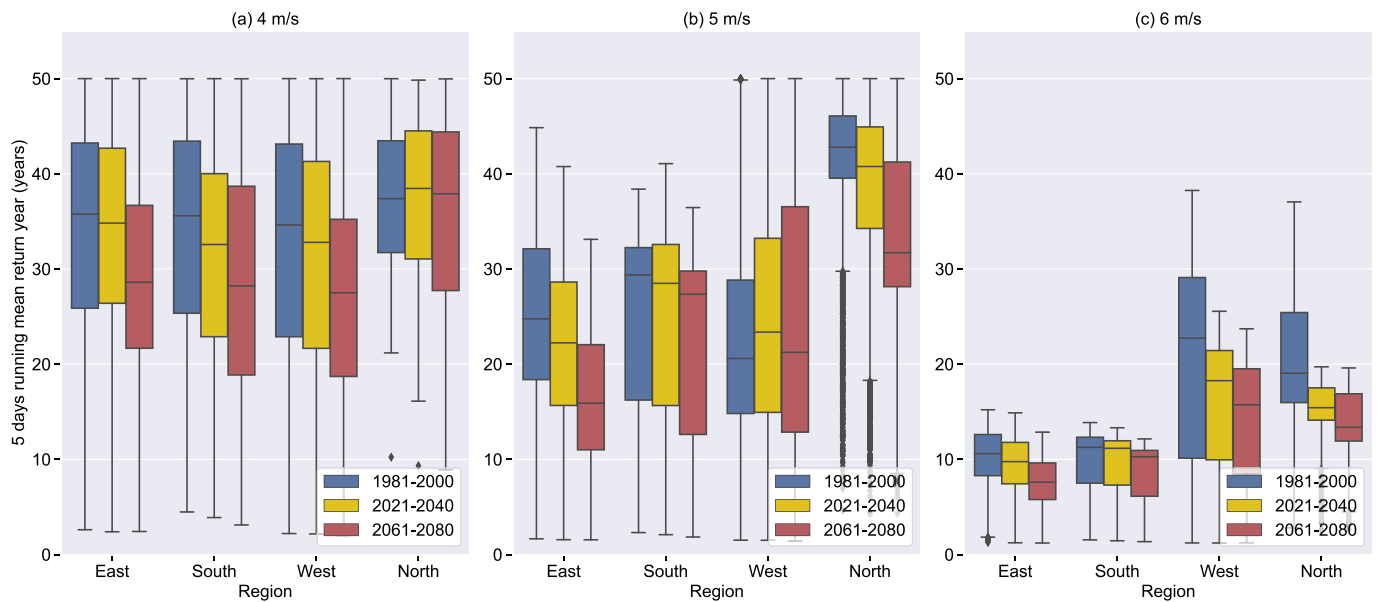 (a) 4 m/s
(b) 5 m/s
(c) 6 m/s
5 days running mean return year (years)
50
40
30
20
10
0
East
South
West
North
Region
1981-2000
2021-2040
2061-2080
50
40
30
20
10
0
East
South
West
North
Region
1981-2000
2021-2040
2061-2080
50
40
30
20
10
0
East
South
West
North
Region
1981-2000
2021-2040
2061-2080